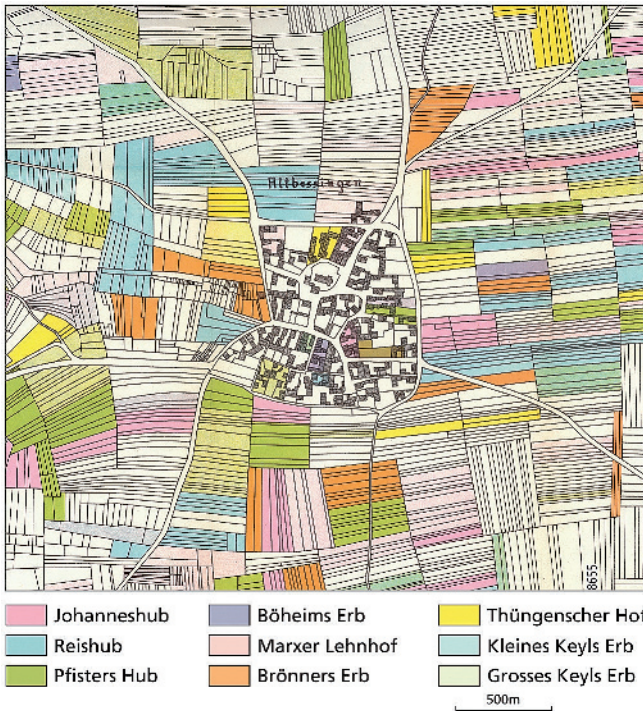 Altbessingen
8655
Johanneshub
Böheims Erb
Thüngenscher Hof
Reishub
Marxer Lehnhof
Kleines Keyls Erb
Pfisters Hub
Brönners Erb
Grosses Keyls Erb
500m